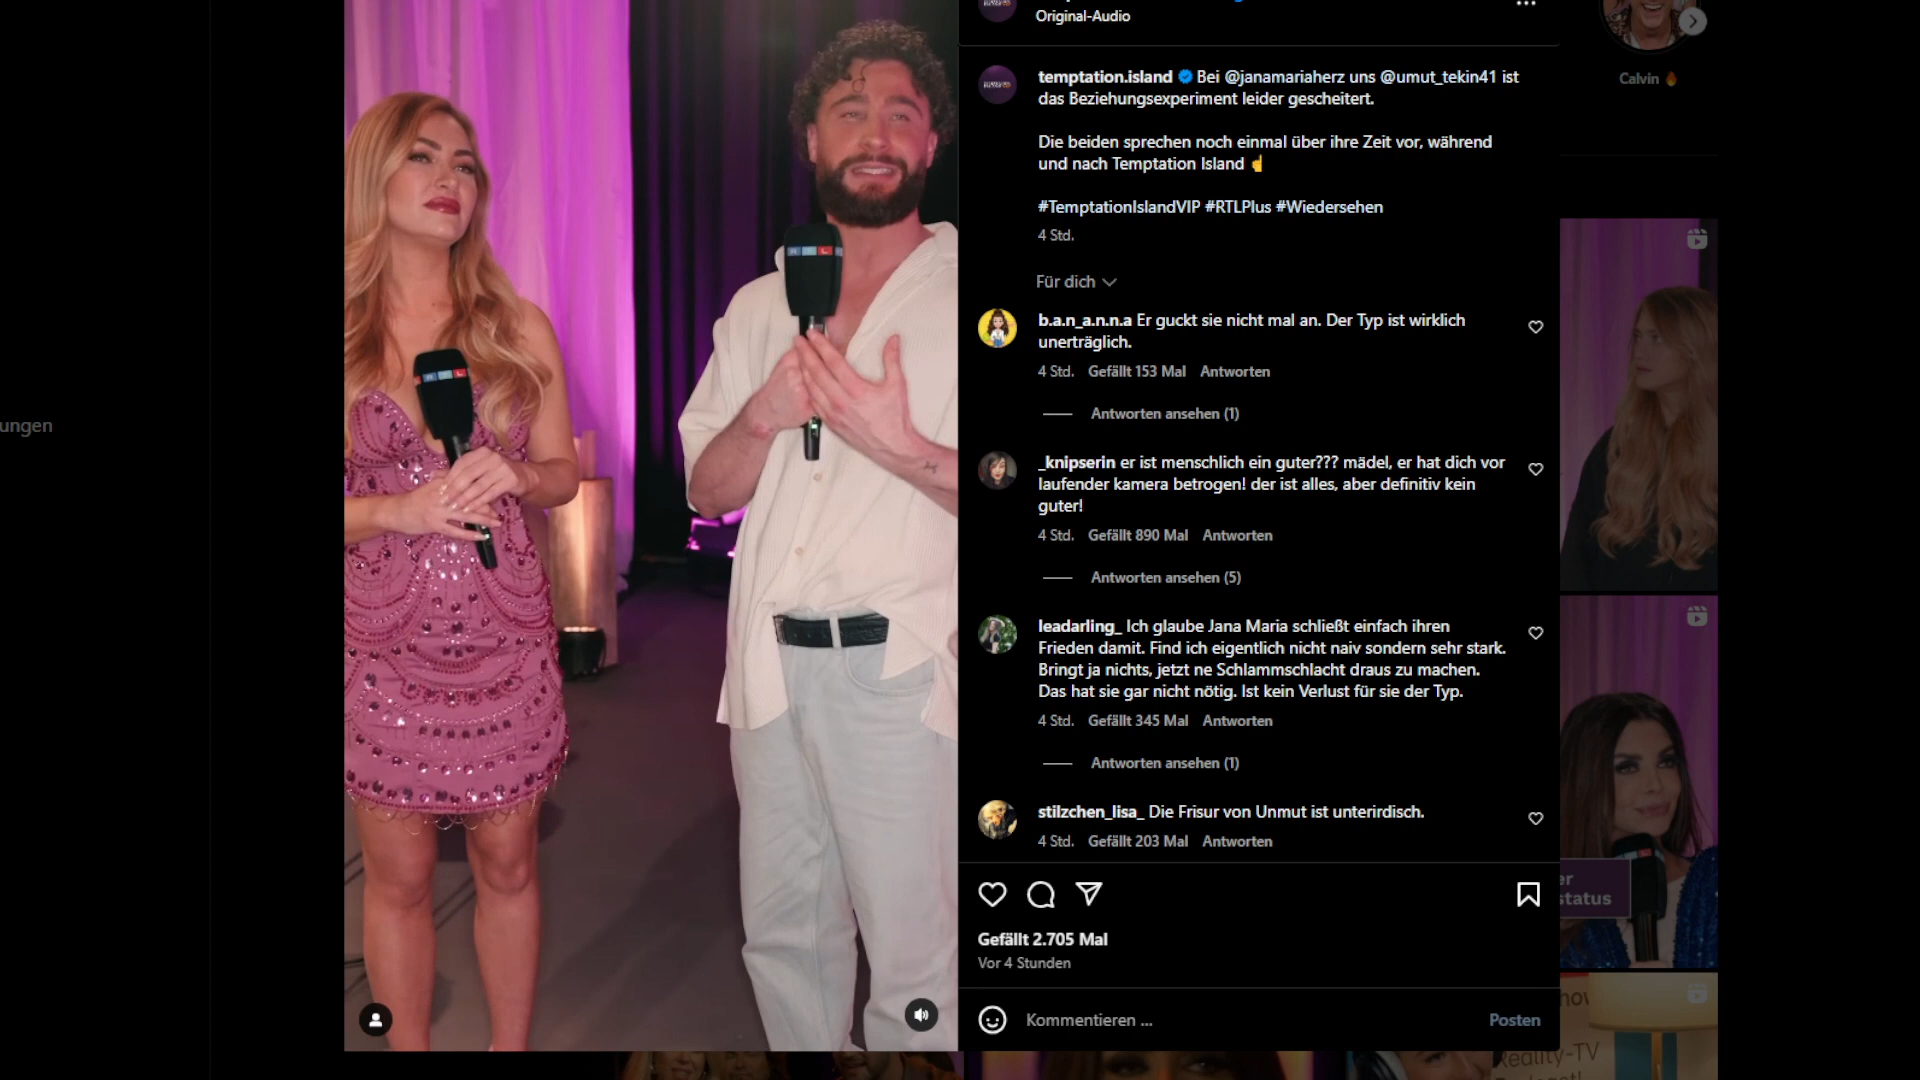 Original-Audio
temptation.island Bei @janamariaherz uns @umut_tekin41 ist
das Beziehungsexperiment leider gescheitert.
Die beiden sprechen noch einmal über ihre Zeit vor, während
und nach Temptation Island ☝️
#TemptationIslandVIP #RTLPlus #Wiedersehen
4 Std.
Für dich
b.a.n_a.n.n.a Er guckt sie nicht mal an. Der Typ ist wirklich
unerträglich.
4 Std. Gefällt 153 Mal Antworten
Antworten ansehen (1)
_knipserin er ist menschlich ein guter??? mädel, er hat dich vor
laufender kamera betrogen! der ist alles, aber definitiv kein
guter!
4 Std. Gefällt 890 Mal Antworten
Antworten ansehen (5)
leadarling_ Ich glaube Jana Maria schließt einfach ihren
Frieden damit. Find ich eigentlich nicht naiv sondern sehr stark.
Bringt ja nichts, jetzt ne Schlammschlacht draus zu machen.
Das hat sie gar nicht nötig. Ist kein Verlust für sie der Typ.
4 Std. Gefällt 345 Mal Antworten
Antworten ansehen (1)
stilzchen_lisa_ Die Frisur von Unmut ist unterirdisch.
4 Std. Gefällt 203 Mal Antworten
Gefällt 2.705 Mal
Vor 4 Stunden
Kommentieren ...
Posten
ungen
Calvin 🔥
er
status
Reality-TV